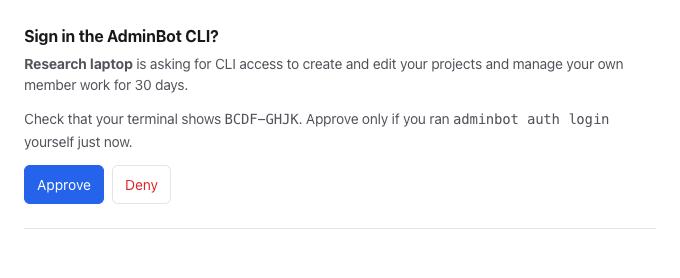 Sign in the AdminBot CLI?
Research laptop is asking for CLI access to create and edit your projects and manage your own
member work for 30 days.
Check that your terminal shows BCDF–GHJK. Approve only if you ran adminbot auth login
yourself just now.
Approve
Deny